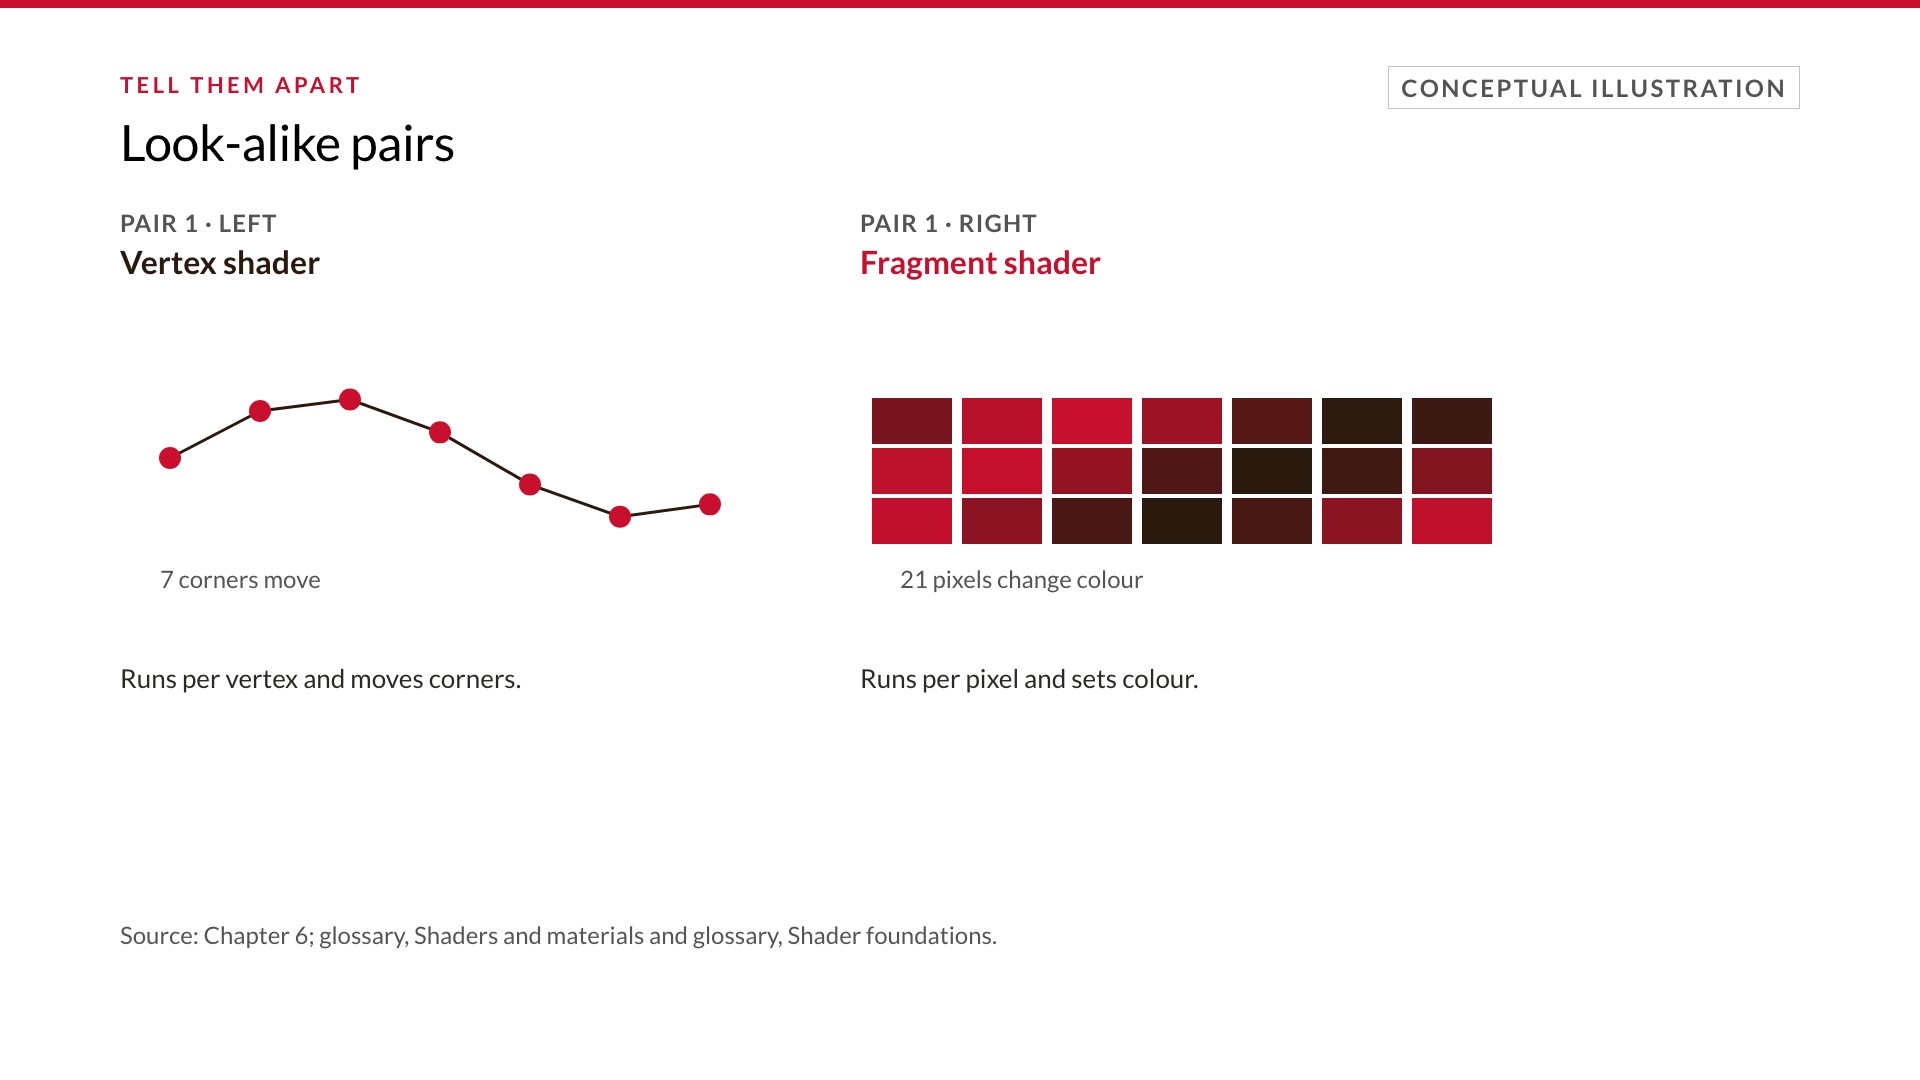 TELL THEM APART
CONCEPTUAL ILLUSTRATION
Look-alike pairs
PAIR 1 · LEFT
Vertex shader
PAIR 1 · RIGHT
Fragment shader
7 corners move
21 pixels change colour
Runs per vertex and moves corners.
Runs per pixel and sets colour.
Source: Chapter 6; glossary, Shaders and materials and glossary, Shader foundations.